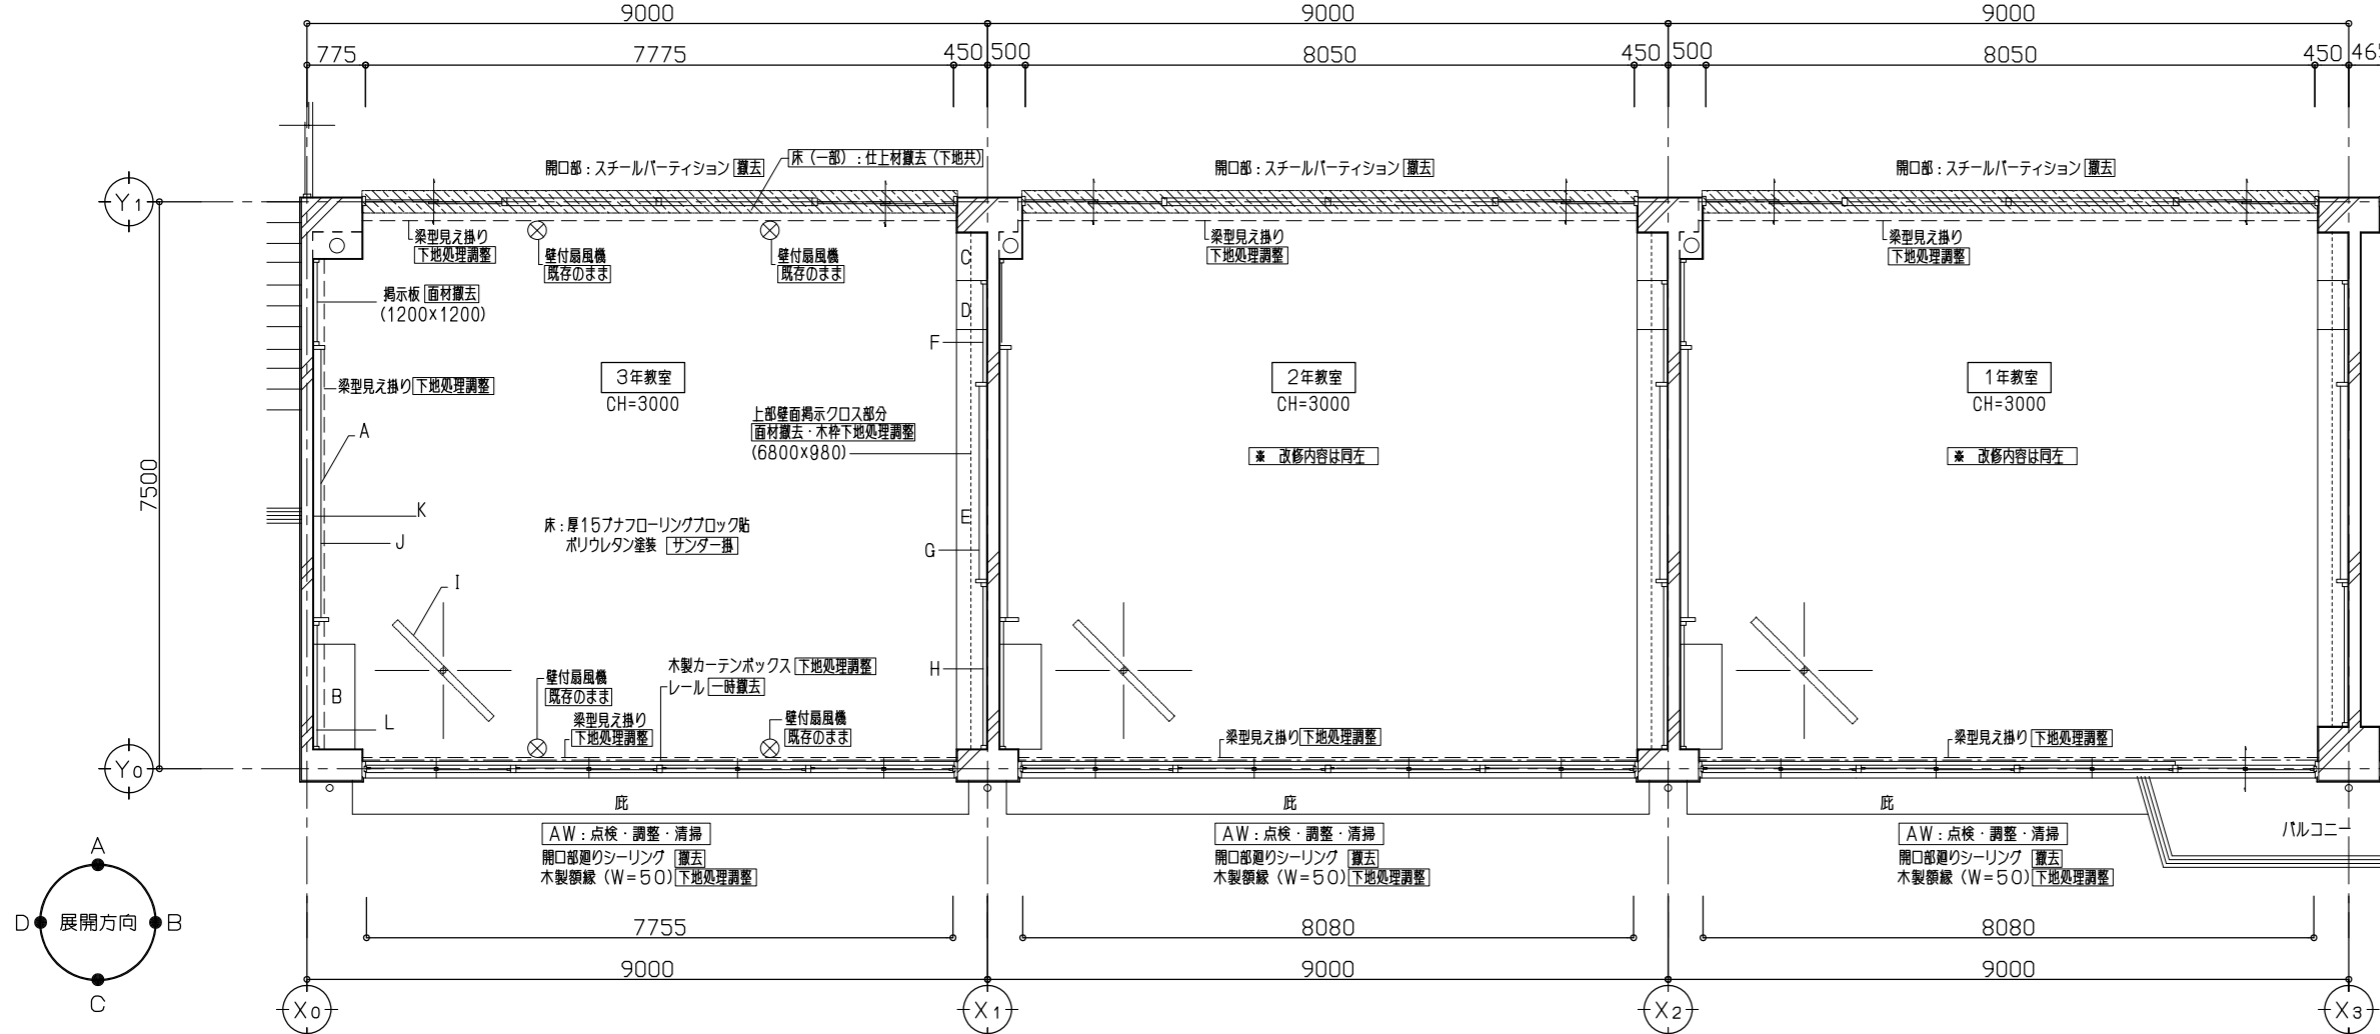 9000 9000 9000
775 7775 450 500 8050 450 500 8050 450 465
開口部：スチールパーティション 撤去
床（一部）：仕上材撤去（下地共）
開口部：スチールパーティション 撤去
開口部：スチールパーティション 撤去
Y1
梁型見え掛り
下地処理調整
壁付扇風機
既存のまま
壁付扇風機
既存のまま
梁型見え掛り
下地処理調整
梁型見え掛り
下地処理調整
C
掲示板 面材撤去
(1200×1200)
D
F
梁型見え掛り 下地処理調整
3年教室
CH=3000
2年教室
CH=3000
1年教室
CH=3000
A
上部壁面掲示クロス部分
面材撤去・木枠下地処理調整
(6800×980)
※ 改修内容は同左
※ 改修内容は同左
7500
K
J
床：厚15ブナフローリングブロック貼
ポリウレタン塗装 サンダー掛
E
G
I
B
L
壁付扇風機
既存のまま
梁型見え掛り
下地処理調整
木製カーテンボックス 下地処理調整
レール 一時撤去
H
壁付扇風機
既存のまま
梁型見え掛り 下地処理調整
梁型見え掛り 下地処理調整
Y0
庇
庇
庇
バルコニー
AW：点検・調整・清掃
開口部廻りシーリング 撤去
木製額縁（W=50）下地処理調整
AW：点検・調整・清掃
開口部廻りシーリング 撤去
木製額縁（W=50）下地処理調整
AW：点検・調整・清掃
開口部廻りシーリング 撤去
木製額縁（W=50）下地処理調整
A
D 展開方向 B
C
7755 8080 8080
9000 9000 9000
X0 X1 X2 X3